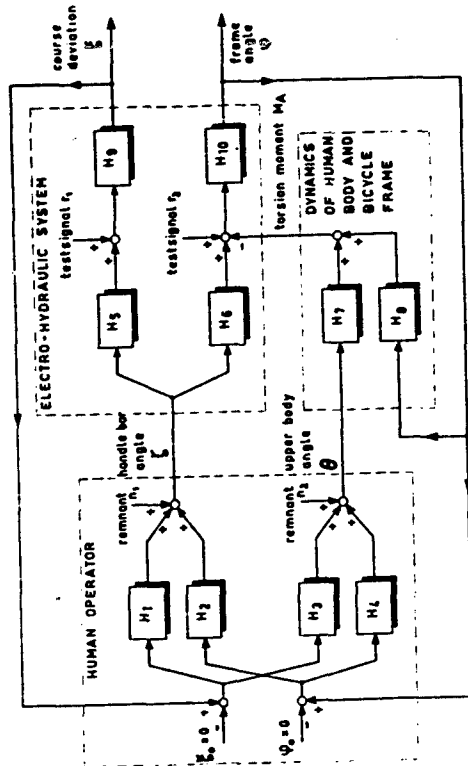 HUMAN OPERATOR
H1
H2
H3
H4
remnant
n1
remnant
n2
handle bar
angle
ζ
upper body
angle
θ
ELECTRO-HYDRAULIC SYSTEM
H5
H6
testsignal r1
testsignal r2
H9
H10
course
deviation
frame
angle
φ
torsion moment MA
DYNAMICS
OF HUMAN
BODY AND
BICYCLE
FRAME
H7
H8
φo=0